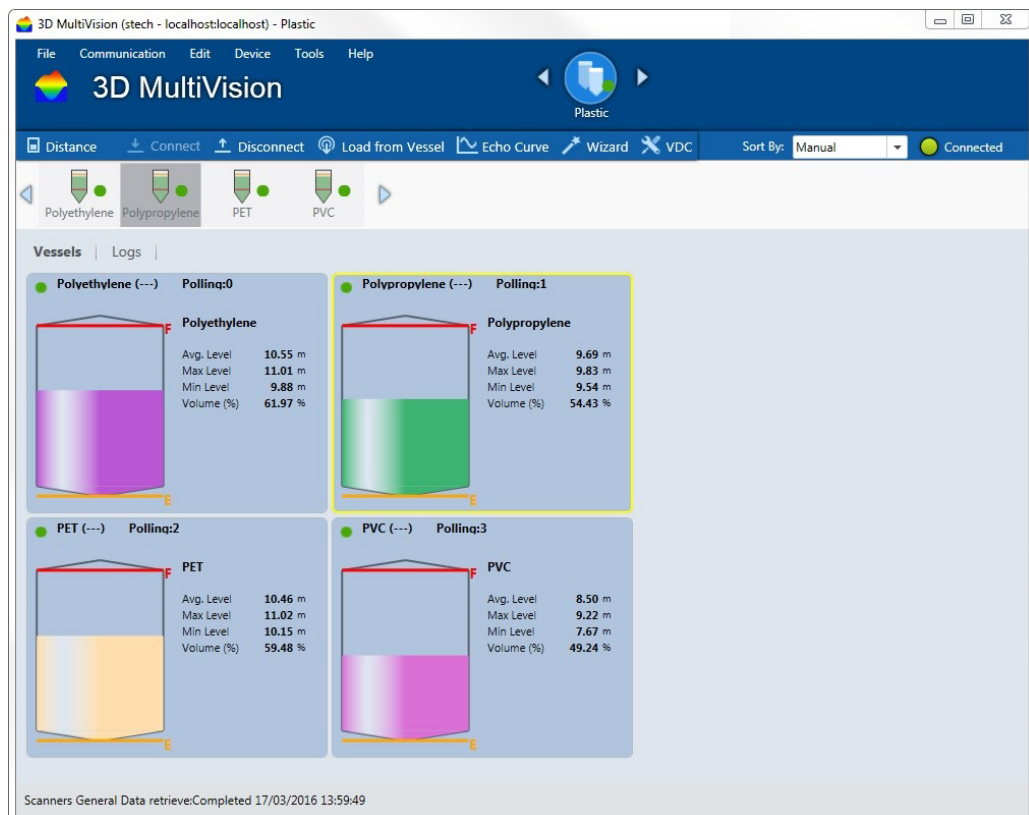 3D MultiVision (stech - localhost:localhost) - Plastic
File Communication Edit Device Tools Help
3D MultiVision
Plastic
Distance Connect Disconnect Load from Vessel Echo Curve Wizard VDC Sort By: Manual Connected
Polyethylene Polypropylene PET PVC
Vessels | Logs |
Polyethylene (---) Polling:0
F
Polyethylene
Avg. Level 10.55 m
Max Level 11.01 m
Min Level 9.88 m
Volume (%) 61.97 %
E
Polypropylene (---) Polling:1
F
Polypropylene
Avg. Level 9.69 m
Max Level 9.83 m
Min Level 9.54 m
Volume (%) 54.43 %
E
PET (---) Polling:2
F
PET
Avg. Level 10.46 m
Max Level 11.02 m
Min Level 10.15 m
Volume (%) 59.48 %
E
PVC (---) Polling:3
F
PVC
Avg. Level 8.50 m
Max Level 9.22 m
Min Level 7.67 m
Volume (%) 49.24 %
E
Scanners General Data retrieve:Completed 17/03/2016 13:59:49